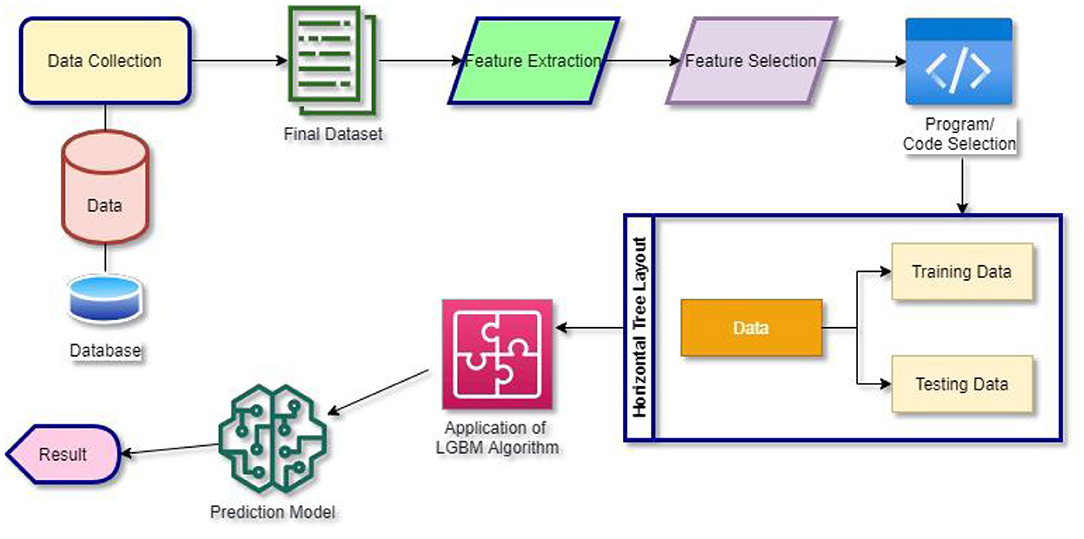 Data Collection
Final Dataset
Feature Extraction
Feature Selection
Program/
Code Selection
Data
Database
Horizontal Tree Layout
Data
Training Data
Testing Data
Application of
LGBM Algorithm
Prediction Model
Result